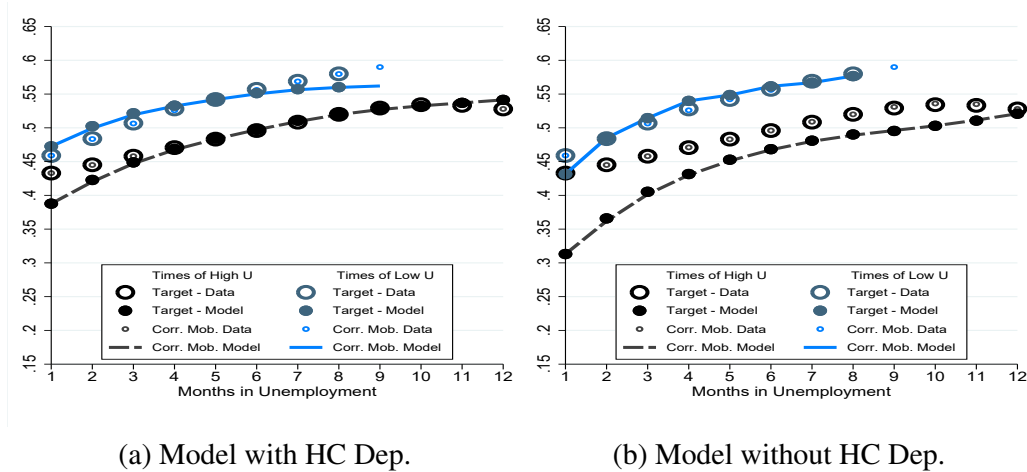 .65
.6
.55
.5
.45
.4
.35
.3
.25
.2
.15
Times of High U Times of Low U
Target - Data Target - Data
Target - Model Target - Model
Corr. Mob. Data Corr. Mob. Data
Corr. Mob. Model Corr. Mob. Model
1 2 3 4 5 6 7 8 9 10 11 12
Months in Unemployment
(a) Model with HC Dep.
.65
.6
.55
.5
.45
.4
.35
.3
.25
.2
.15
Times of High U Times of Low U
Target - Data Target - Data
Target - Model Target - Model
Corr. Mob. Data Corr. Mob. Data
Corr. Mob. Model Corr. Mob. Model
1 2 3 4 5 6 7 8 9 10 11 12
Months in Unemployment
(b) Model without HC Dep.